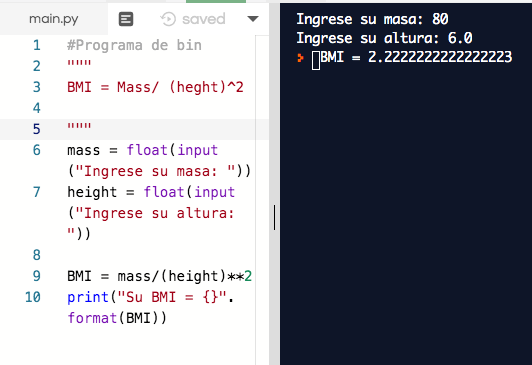 main.py
saved
1 #Programa de bin
2 """
3 BMI = Mass/ (heght)^2
4
5 """
6 mass = float(input
("Ingrese su masa: "))
7 height = float(input
("Ingrese su altura:
"))
8
9 BMI = mass/(height)**2
10 print("Su BMI = {}".
format(BMI))
Ingrese su masa: 80
Ingrese su altura: 6.0
BMI = 2.2222222222222223